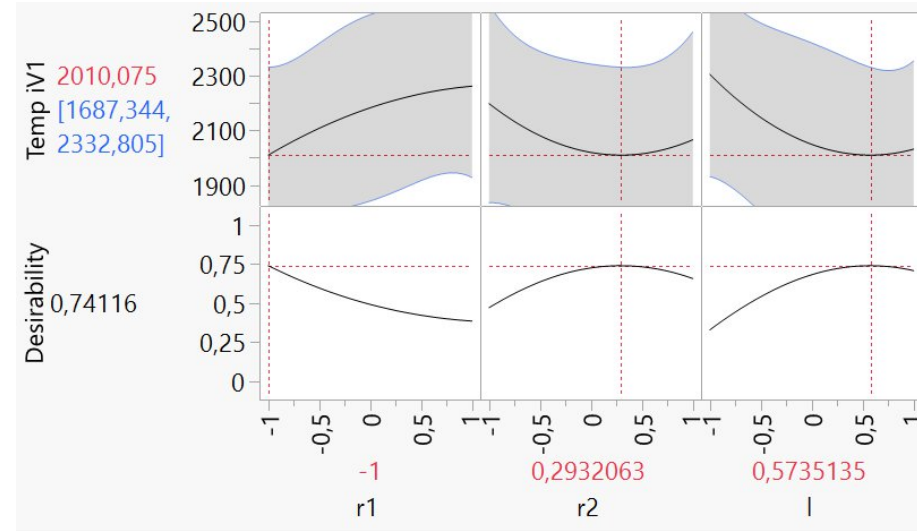 Temp iV1
2010,075
[1687,344,
2332,805]
2500
2300
2100
1900
Desirability
0,74116
1
0,75
0,5
0,25
0
-1 -0,5 0 0,5 1
-1 -0,5 0 0,5 1
-1 -0,5 0 0,5 1
-1 0,2932063 0,5735135
r1 r2 l